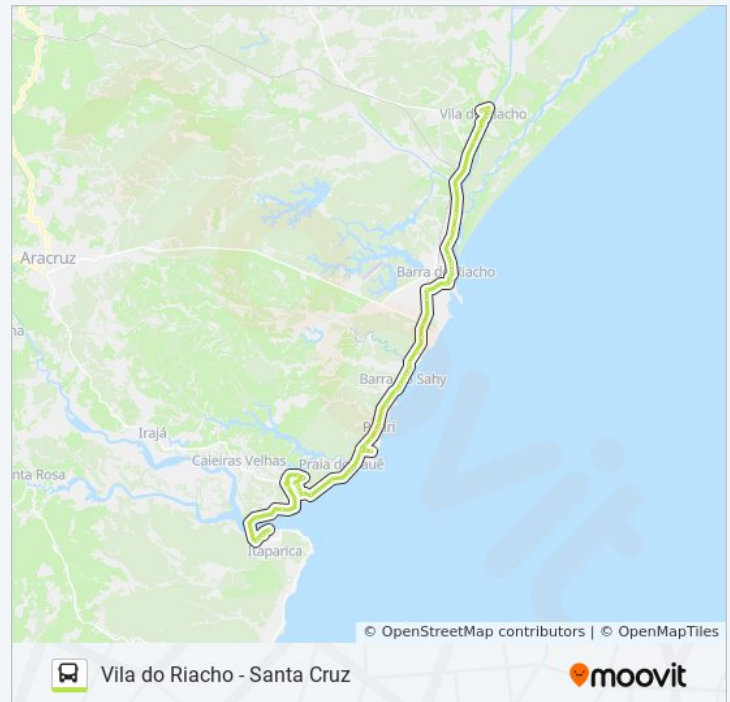 Vila do Riacho
Aracruz
Barra do Riacho
Barra do Sahy
Irajá
Caieiras Velhas
Itaparica
© OpenStreetMap contributors | © OpenMapTiles
Vila do Riacho - Santa Cruz
moovit